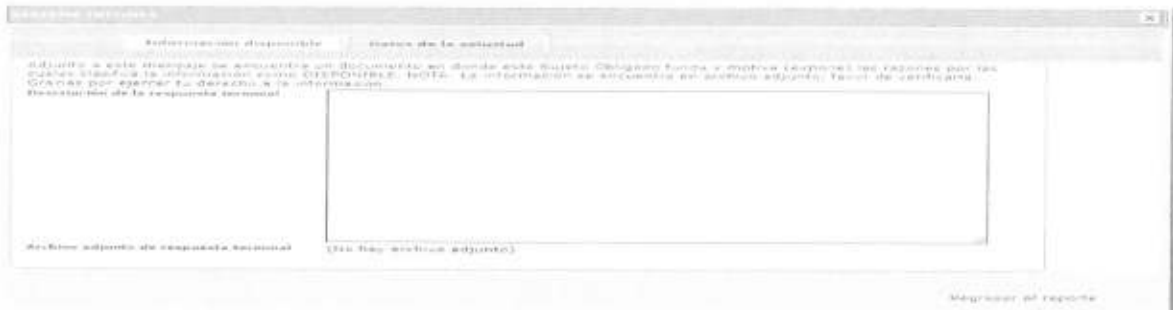 Información disponible
Datos de la solicitud
Adjunto a este mensaje se encuentra un documento en donde este Sujeto Obligado funda y motiva (expone) las razones por las
cuales clasifica la información como DISPONIBLE. NOTA: La información se encuentra en archivo adjunto, favor de verificarla.
Gracias por ejercer tu derecho a la información.
Descripción de la respuesta terminal
Archivo adjunto de respuesta terminal
(No hay archivo adjunto)
Regresar al reporte